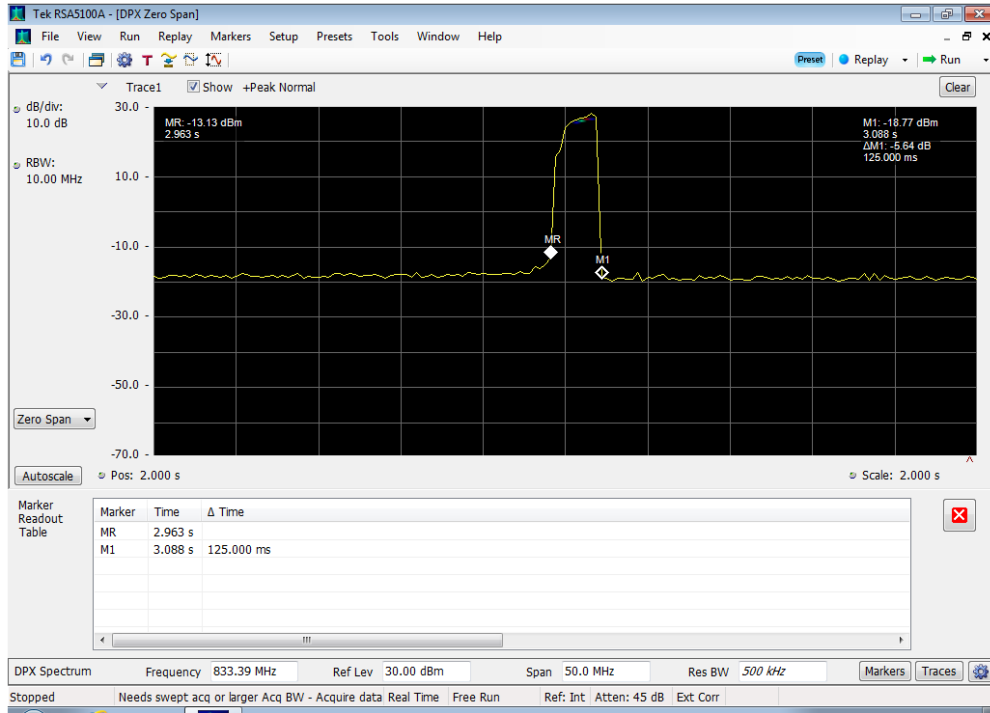 Tek RSA5100A - [DPX Zero Span]
File View Run Replay Markers Setup Presets Tools Window Help
T Preset Replay Run
Trace1 Show +Peak Normal Clear
dB/div:
10.0 dB
RBW:
10.00 MHz
30.0 -
10.0 -
-10.0 -
-30.0 -
-50.0 -
-70.0 -
MR: -13.13 dBm
2.963 s
M1: -18.77 dBm
3.088 s
ΔM1: -5.64 dB
125.000 ms
MR
M1
Zero Span
Autoscale Pos: 2.000 s Scale: 2.000 s
Marker
Readout
Table
Marker Time Δ Time
MR 2.963 s
M1 3.088 s 125.000 ms
DPX Spectrum Frequency 833.39 MHz Ref Lev 30.00 dBm Span 50.0 MHz Res BW 500 kHz Markers Traces
Stopped Needs swept acq or larger Acq BW - Acquire data Real Time Free Run Ref: Int Atten: 45 dB Ext Corr